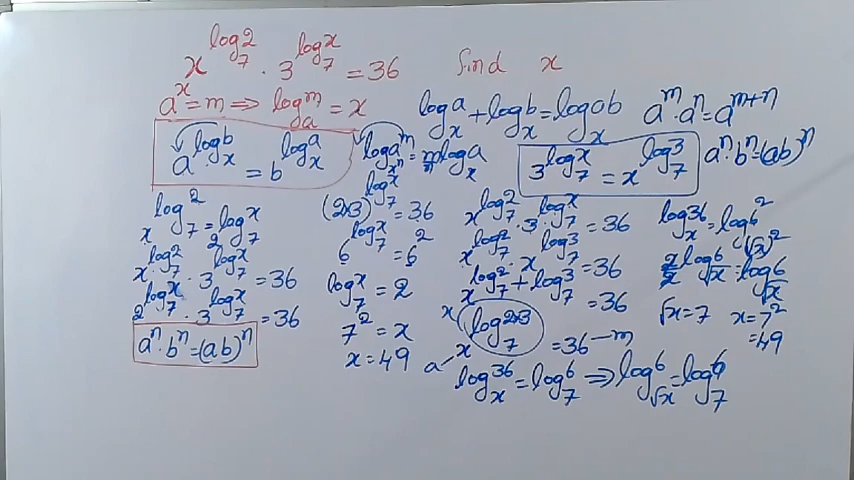 x^(log_7 2) · 3^(log_7 x) = 36 find x
a^x = m ⇒ log_a m = x
log_x a + log_x b = log_x ab a^m · a^n = a^(m+n)
a^(log_x b) = b^(log_x a)
log_(x^n) a^m = m/n log_x a
3^(log_7 x) = x^(log_7 3) a^n · b^n = (ab)^n
x^(log_7 2) = 2^(log_7 x)
x^(log_7 2) · 3^(log_7 x) = 36
2^(log_7 x) · 3^(log_7 x) = 36
a^n · b^n = (ab)^n
(2×3)^(log_7 x) = 36
6^(log_7 x) = 6^2
log_7 x = 2
7^2 = x
x = 49
x^(log_7 2) · 3^(log_7 x) = 36
x^(log_7 2) · x^(log_7 3) = 36
x^(log_7 2 + log_7 3) = 36
x^(log_7 2×3) = 36 — m
a x
log_x 36 = log_7 6 ⇒ log_√x 6 = log_7 6
log_x 36 = log_(√x)^2 6^2
2/2 log_√x 6 = log_√x 6
√x = 7 x = 7^2
= 49